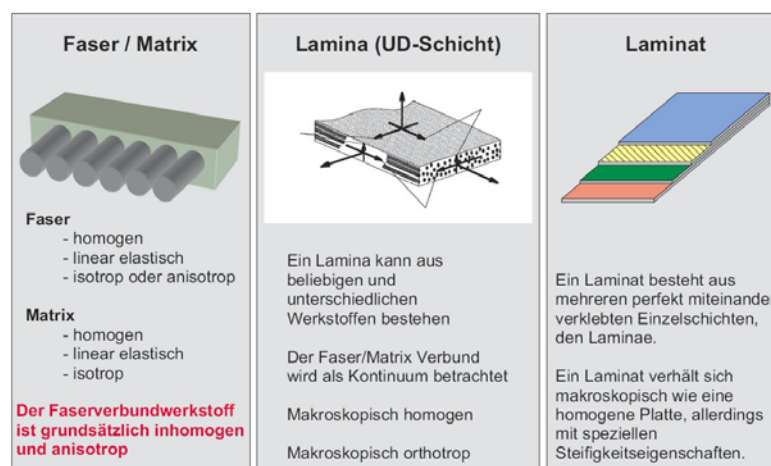 Faser / Matrix
Faser
- homogen
- linear elastisch
- isotrop oder anisotrop
Matrix
- homogen
- linear elastisch
- isotrop
Der Faserverbundwerkstoff
ist grundsätzlich inhomogen
und anisotrop
Lamina (UD-Schicht)
Ein Lamina kann aus
beliebigen und
unterschiedlichen
Werkstoffen bestehen
Der Faser/Matrix Verbund
wird als Kontinuum betrachtet
Makroskopisch homogen
Makroskopisch orthotrop
Laminat
Ein Laminat besteht aus
mehreren perfekt miteinande
verklebten Einzelschichten,
den Laminae.
Ein Laminat verhält sich
makroskopisch wie eine
homogene Platte, allerdings
mit speziellen
Steifigkeitseigenschaften.